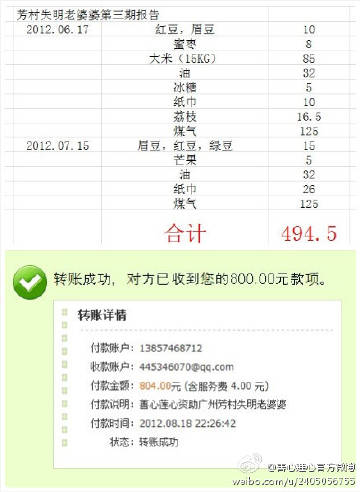 芳村失明老婆婆第三期报告
2012.06.17 红豆，眉豆 10
蜜枣 8
大米（15KG） 85
油 32
冰糖 5
纸巾 10
荔枝 16.5
煤气 125
2012.07.15 眉豆，红豆，绿豆 15
芒果 5
油 32
纸巾 26
煤气 125
合计 494.5
转账成功，对方已收到您的800.00元款项。
转账详情
付款账户：13857468712
收款账户：445346070@qq.com
付款金额：804.00元 (含服务费 4.00 元)
付款说明：善心莲心资助广州芳村失明老婆婆
付款时间：2012.08.18 22:26:42
状态：转账成功
@善心莲心官方微博
weibo.com/u/2405056755